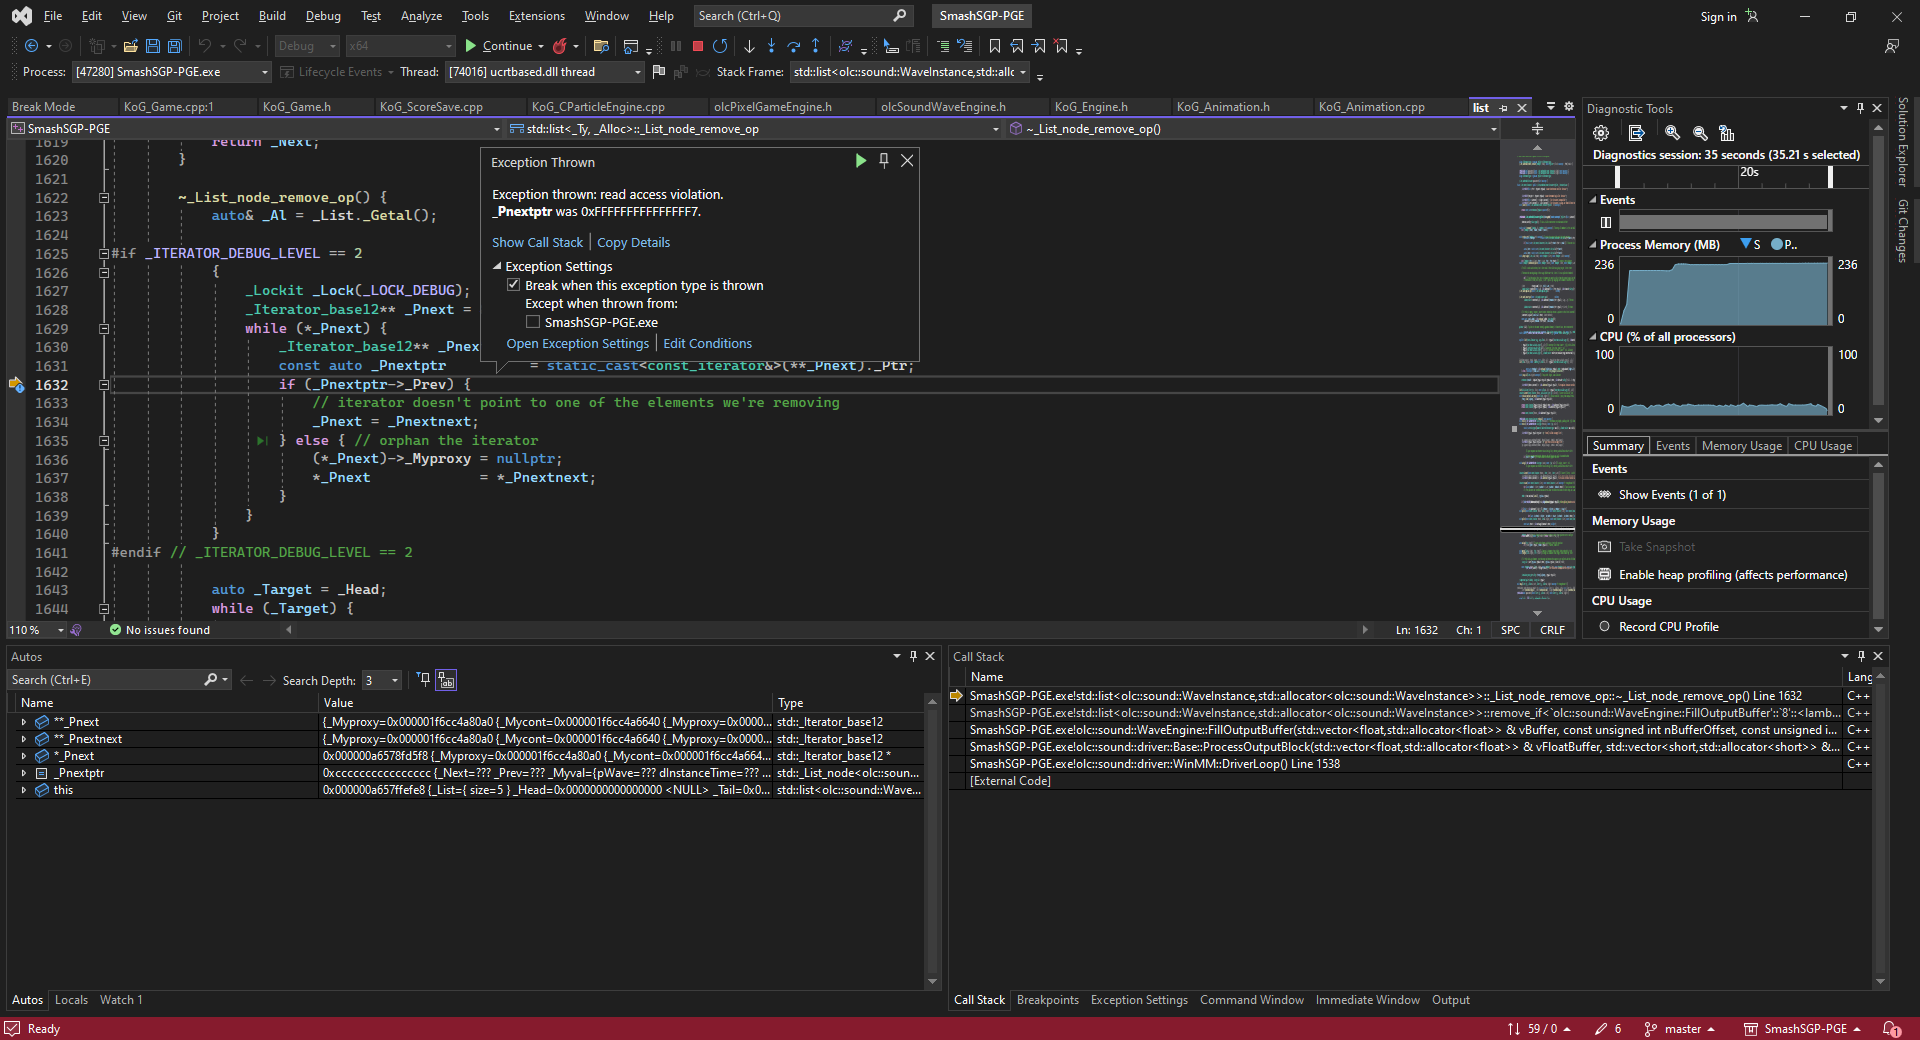 File Edit View Git Project Build Debug Test Analyze Tools Extensions Window Help Search (Ctrl+Q) SmashSGP-PGE Sign in
Debug x64 Continue
Process: [47280] SmashSGP-PGE.exe Lifecycle Events Thread: [74016] ucrtbased.dll thread Stack Frame: std::list<olc::sound::WaveInstance,std::allc
Break Mode KoG_Game.cpp:1 KoG_Game.h KoG_ScoreSave.cpp KoG_CParticleEngine.cpp olcPixelGameEngine.h olcSoundWaveEngine.h KoG_Engine.h KoG_Animation.h KoG_Animation.cpp list
SmashSGP-PGE std::list<_Ty, _Alloc>::_List_node_remove_op ~_List_node_remove_op()
1619 return _Next;
1620 }
1621
1622 ~_List_node_remove_op() {
1623 auto& _Al = _List._Getal();
1624
1625 #if _ITERATOR_DEBUG_LEVEL == 2
1626 {
1627 _Lockit _Lock(_LOCK_DEBUG);
1628 _Iterator_base12** _Pnext =
1629 while (*_Pnext) {
1630 _Iterator_base12** _Pnex
1631 const auto _Pnextptr = static_cast<const_iterator&>(**_Pnext)._Ptr;
1632 if (_Pnextptr->_Prev) {
1633 // iterator doesn't point to one of the elements we're removing
1634 _Pnext = _Pnextnext;
1635 } else { // orphan the iterator
1636 (*_Pnext)->_Myproxy = nullptr;
1637 *_Pnext = *_Pnextnext;
1638 }
1639 }
1640 }
1641 #endif // _ITERATOR_DEBUG_LEVEL == 2
1642
1643 auto _Target = _Head;
1644 while (_Target) {
Exception Thrown
Exception thrown: read access violation.
_Pnextptr was 0xFFFFFFFFFFFFFFF7.
Show Call Stack | Copy Details
Exception Settings
Break when this exception type is thrown
Except when thrown from:
SmashSGP-PGE.exe
Open Exception Settings | Edit Conditions
110 % No issues found Ln: 1632 Ch: 1 SPC CRLF
Diagnostic Tools
Diagnostics session: 35 seconds (35.21 s selected)
20s
Events
Process Memory (MB) S P..
236 236
0 0
CPU (% of all processors)
100 100
0 0
Summary Events Memory Usage CPU Usage
Events
Show Events (1 of 1)
Memory Usage
Take Snapshot
Enable heap profiling (affects performance)
CPU Usage
Record CPU Profile
Solution Explorer
Git Changes
Autos
Search (Ctrl+E) Search Depth: 3
Name Value Type
**_Pnext {_Myproxy=0x000001f6cc4a80a0 {_Mycont=0x000001f6cc4a6640 {_Myproxy=0x0000... std::_Iterator_base12
**_Pnextnext {_Myproxy=0x000001f6cc4a80a0 {_Mycont=0x000001f6cc4a6640 {_Myproxy=0x0000... std::_Iterator_base12
*_Pnext 0x000000a6578fd5f8 {_Myproxy=0x000001f6cc4a80a0 {_Mycont=0x000001f6cc4a664... std::_Iterator_base12 *
_Pnextptr 0xcccccccccccccccc {_Next=??? _Prev=??? _Myval={pWave=??? dInstanceTime=??? ... std::_List_node<olc::soun...
this 0x000000a657ffefe8 {_List={ size=5 } _Head=0x0000000000000000 <NULL> _Tail=0x0... std::list<olc::sound::Wave...
Autos Locals Watch 1
Call Stack
Name Lang
SmashSGP-PGE.exe!std::list<olc::sound::WaveInstance,std::allocator<olc::sound::WaveInstance>>::_List_node_remove_op::~_List_node_remove_op() Line 1632 C++
SmashSGP-PGE.exe!std::list<olc::sound::WaveInstance,std::allocator<olc::sound::WaveInstance>>::remove_if<`olc::sound::WaveEngine::FillOutputBuffer'::`8'::<lamb... C++
SmashSGP-PGE.exe!olc::sound::WaveEngine::FillOutputBuffer(std::vector<float,std::allocator<float>> & vBuffer, const unsigned int nBufferOffset, const unsigned i... C++
SmashSGP-PGE.exe!olc::sound::driver::Base::ProcessOutputBlock(std::vector<float,std::allocator<float>> & vFloatBuffer, std::vector<short,std::allocator<short>> &... C++
SmashSGP-PGE.exe!olc::sound::driver::WinMM::DriverLoop() Line 1538 C++
[External Code]
Call Stack Breakpoints Exception Settings Command Window Immediate Window Output
Ready 59 / 0 6 master SmashSGP-PGE 1